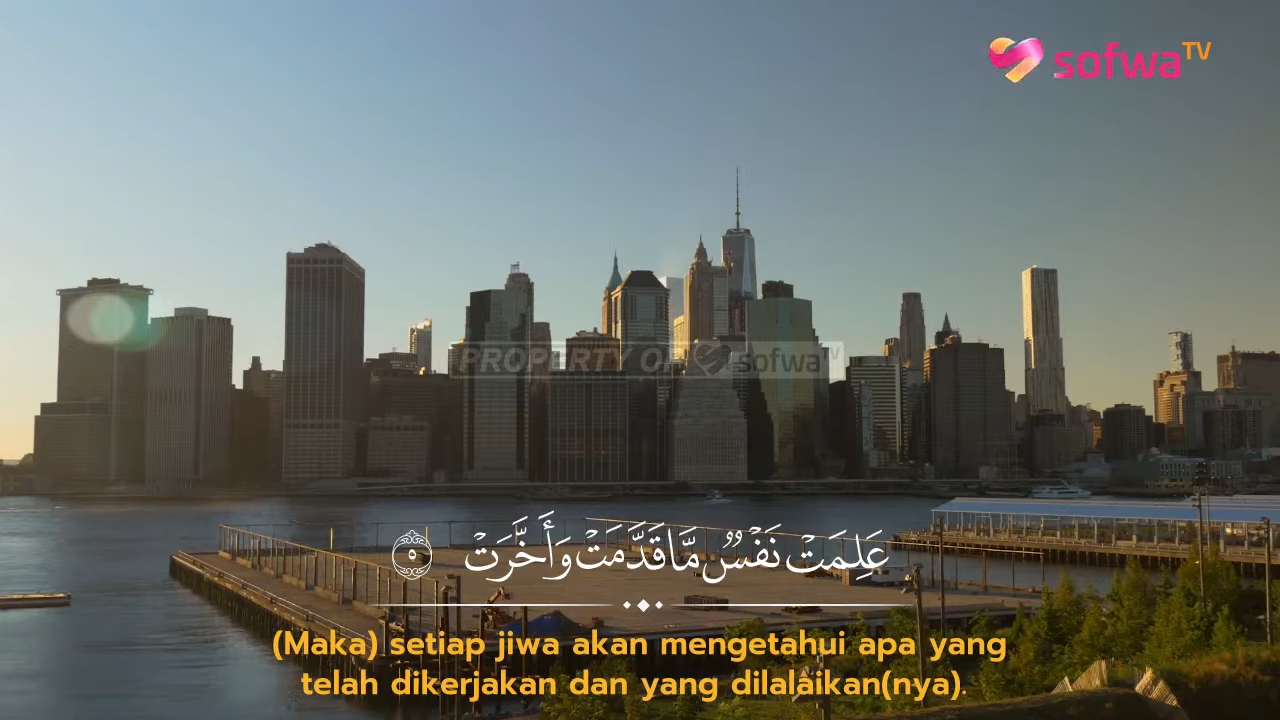 sofwa TV
PROPERTY OF sofwa TV
عَلِمَتْ نَفْسٌ مَّا قَدَّمَتْ وَأَخَّرَتْ ۝٥
(Maka) setiap jiwa akan mengetahui apa yang
telah dikerjakan dan yang dilalaikan(nya).